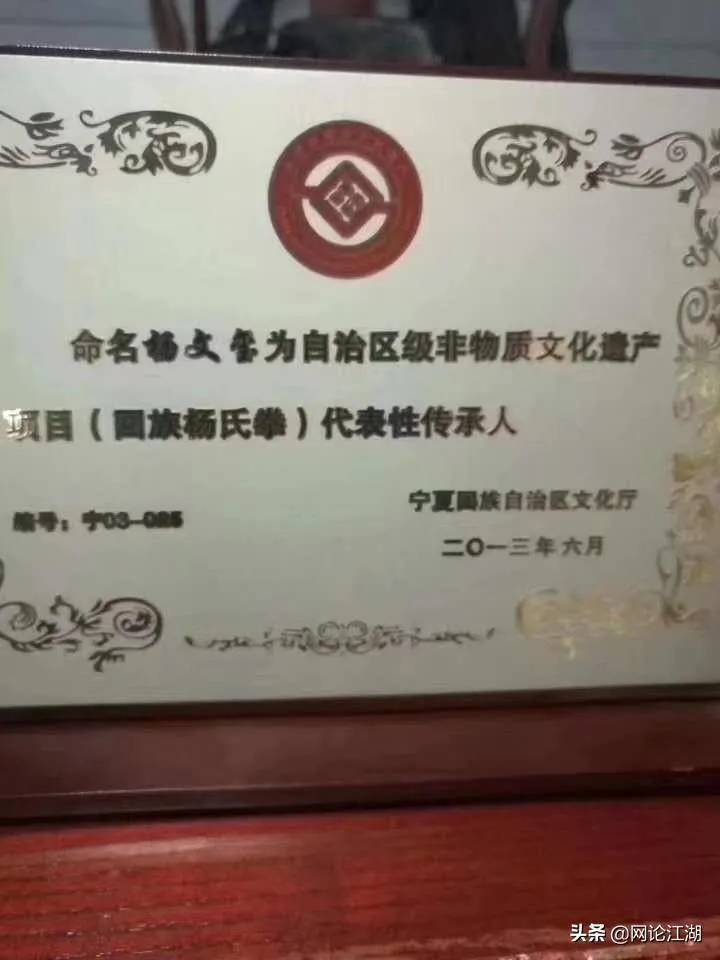 命名杨文为自治区级非物质文化遗产
项目（回族杨氏拳）代表性传承人
编号：宁03-025
宁夏回族自治区文化厅
二〇一三年六月
头条@网论江湖